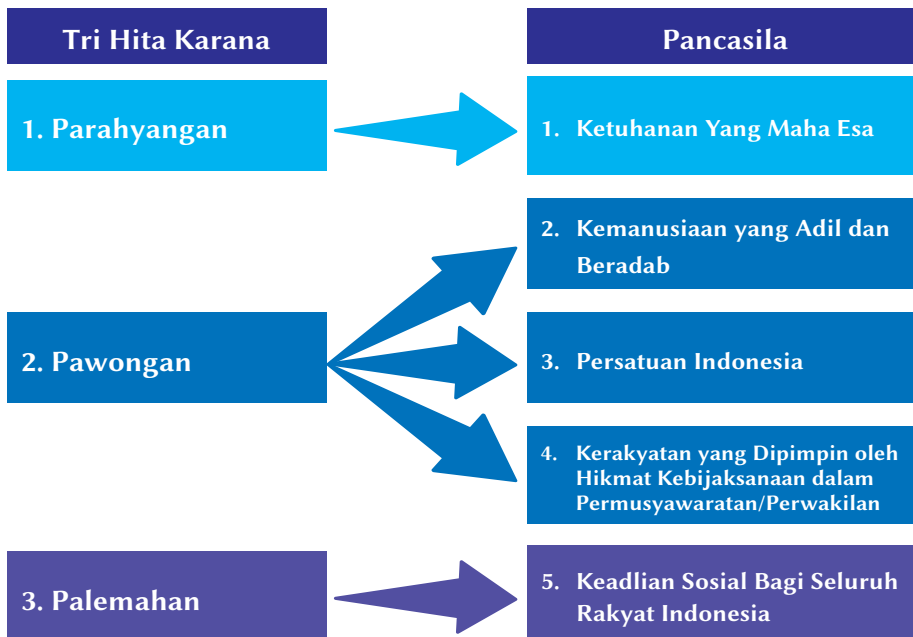 Tri Hita Karana
Pancasila
1. Parahyangan
1. Ketuhanan Yang Maha Esa
2. Kemanusiaan yang Adil dan
Beradab
2. Pawongan
3. Persatuan Indonesia
4. Kerakyatan yang Dipimpin oleh
Hikmat Kebijaksanaan dalam
Permusyawaratan/Perwakilan
3. Palemahan
5. Keadlian Sosial Bagi Seluruh
Rakyat Indonesia